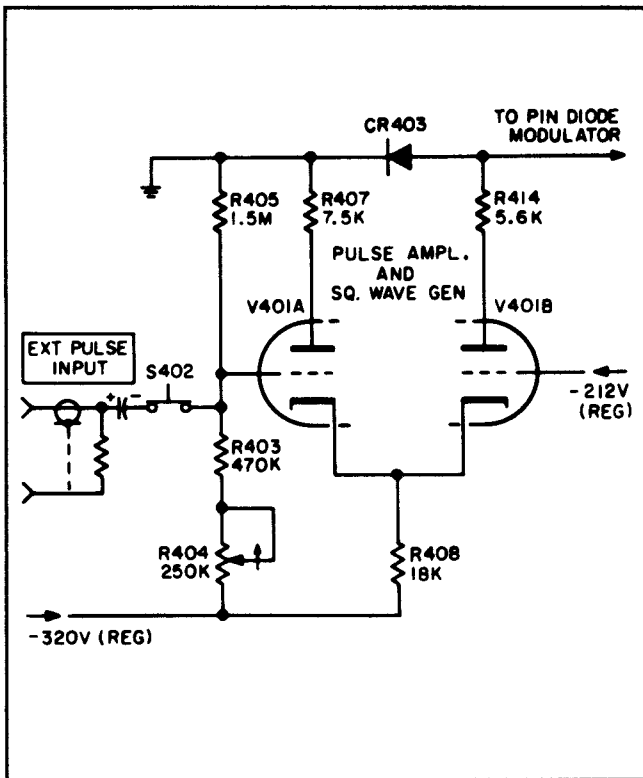 TO PIN DIODE
MODULATOR
CR403
R405
1.5M
R407
7.5K
R414
5.6K
PULSE AMPL.
AND
SQ. WAVE GEN
V401A
V401B
EXT PULSE
INPUT
S402
+
-
-212V
(REG)
R403
470K
R404
250K
R408
18K
-320V (REG)